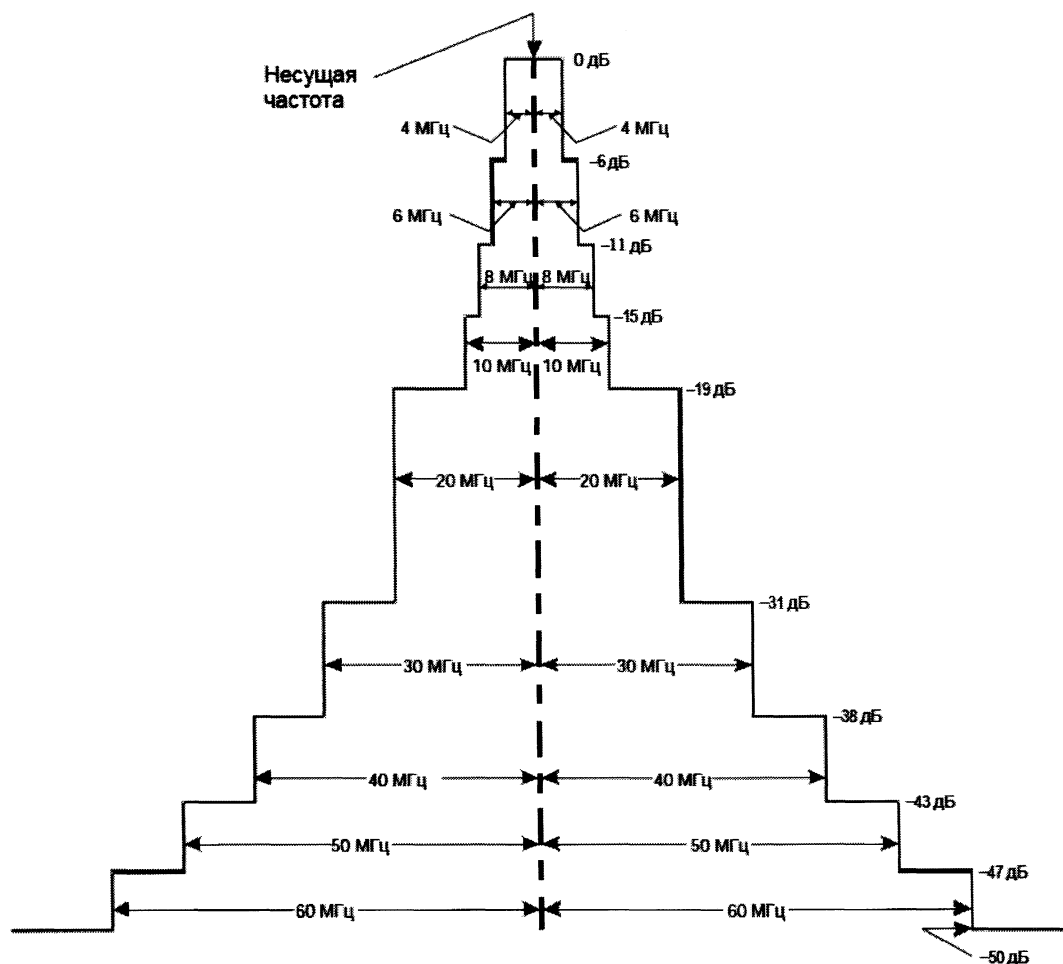 0 дБ
Несущая
частота
4 МГц
4 МГц
–6 дБ
6 МГц
6 МГц
–11 дБ
8 МГц
8 МГц
–15 дБ
10 МГц
10 МГц
–19 дБ
20 МГц
20 МГц
–31 дБ
30 МГц
30 МГц
–38 дБ
40 МГц
40 МГц
–43 дБ
50 МГц
50 МГц
–47 дБ
60 МГц
60 МГц
–50 дБ